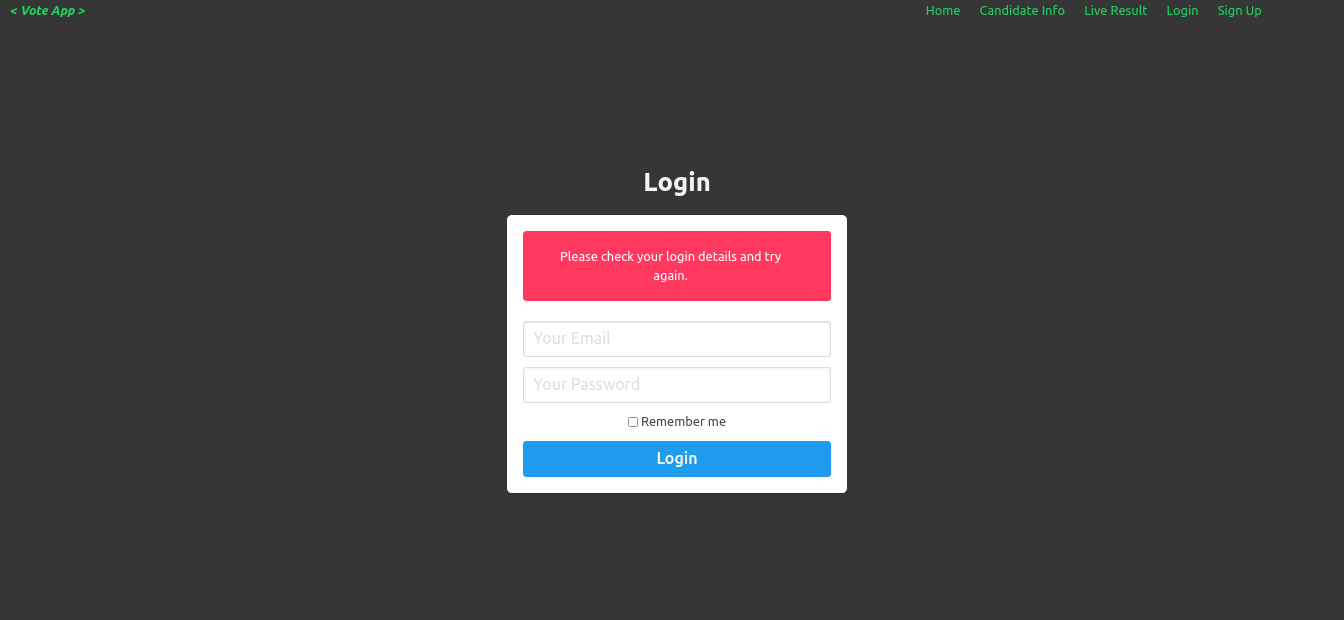 < Vote App >
Home Candidate Info Live Result Login Sign Up
Login
Please check your login details and try
again.
Your Email
Your Password
Remember me
Login